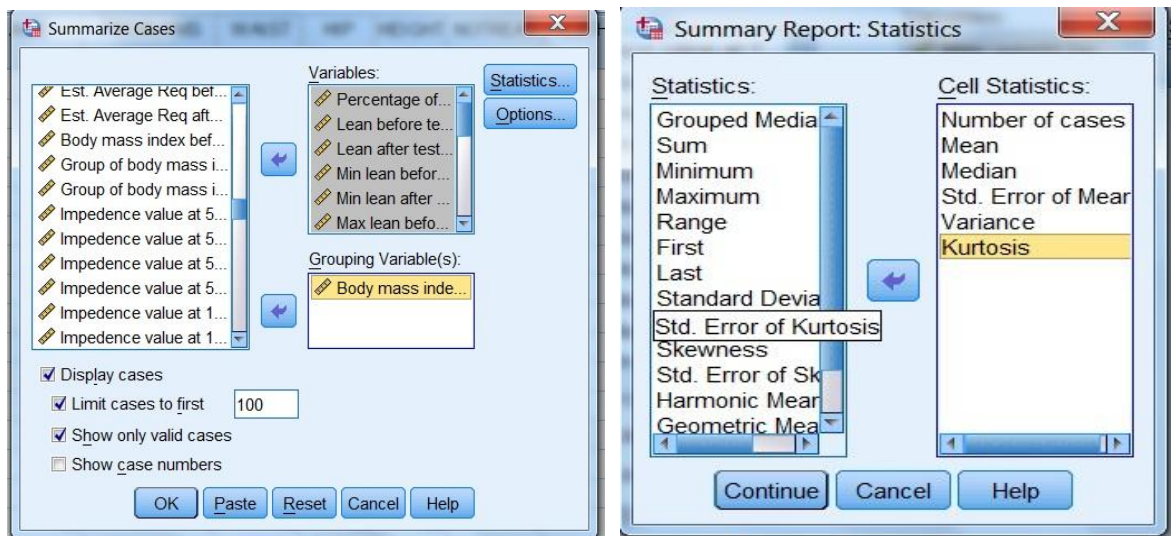 Summarize Cases
Est. Average Req bef...
Est. Average Req aft...
Body mass index bef...
Group of body mass i...
Group of body mass i...
Impedence value at 5...
Impedence value at 5...
Impedence value at 5...
Impedence value at 5...
Impedence value at 1...
Impedence value at 1...
Variables:
Percentage of...
Lean before te...
Lean after test...
Min lean befor...
Min lean after ...
Max lean befo...
Grouping Variable(s):
Body mass inde...
Statistics...
Options...
Display cases
Limit cases to first 100
Show only valid cases
Show case numbers
OK Paste Reset Cancel Help
Summary Report: Statistics
Statistics:
Grouped Media
Sum
Minimum
Maximum
Range
First
Last
Standard Devia
Std. Error of Kurtosis
Skewness
Std. Error of Sk
Harmonic Mear
Geometric Mea
Cell Statistics:
Number of cases
Mean
Median
Std. Error of Mear
Variance
Kurtosis
Continue Cancel Help